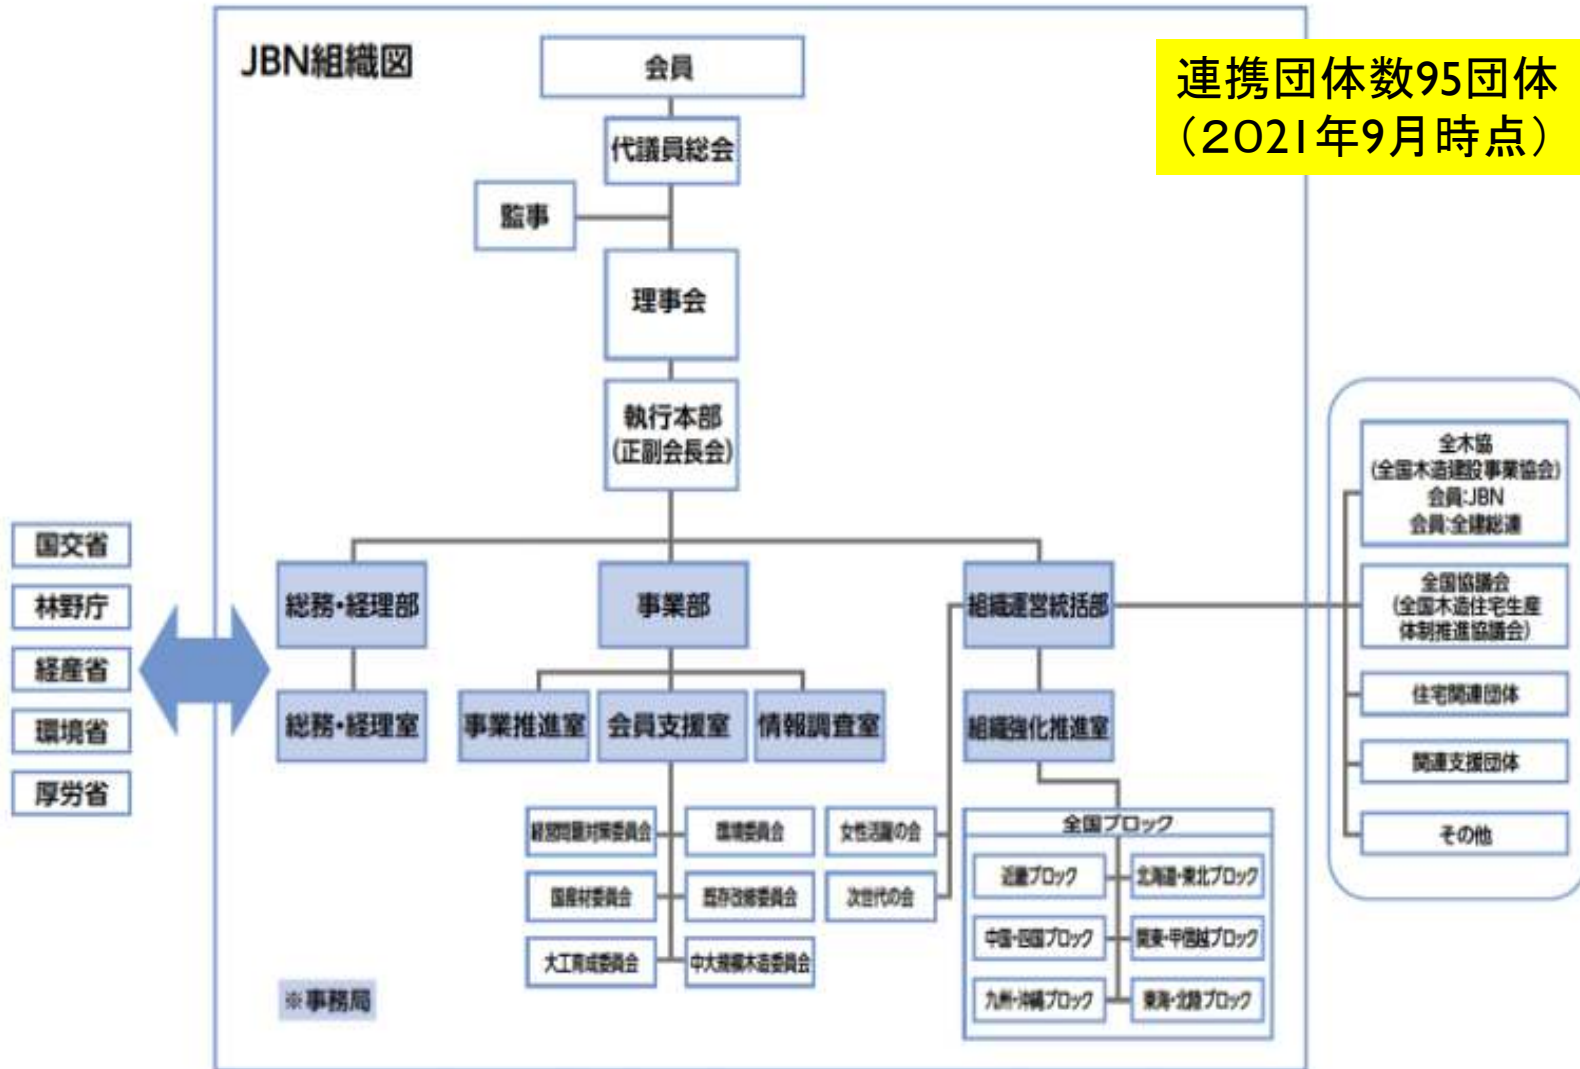 JBN組織図
連携団体数95団体
（2021年9月時点）
会員
代議員総会
監事
理事会
執行本部
(正副会長会)
国交省
林野庁
経産省
環境省
厚労省
総務・経理部
事業部
組織運営統括部
総務・経理室
事業推進室
会員支援室
情報調査室
組織強化推進室
経営問題対策委員会
環境委員会
国産材委員会
既存改修委員会
大工育成委員会
中大規模木造委員会
女性活躍の会
次世代の会
全国ブロック
近畿ブロック
北海道・東北ブロック
中国・四国ブロック
関東・甲信越ブロック
九州・沖縄ブロック
東海・北陸ブロック
※事務局
全木協
(全国木造建設事業協会)
会員:JBN
会員:全建総連
全国協議会
(全国木造住宅生産
体制推進協議会)
住宅関連団体
関連支援団体
その他